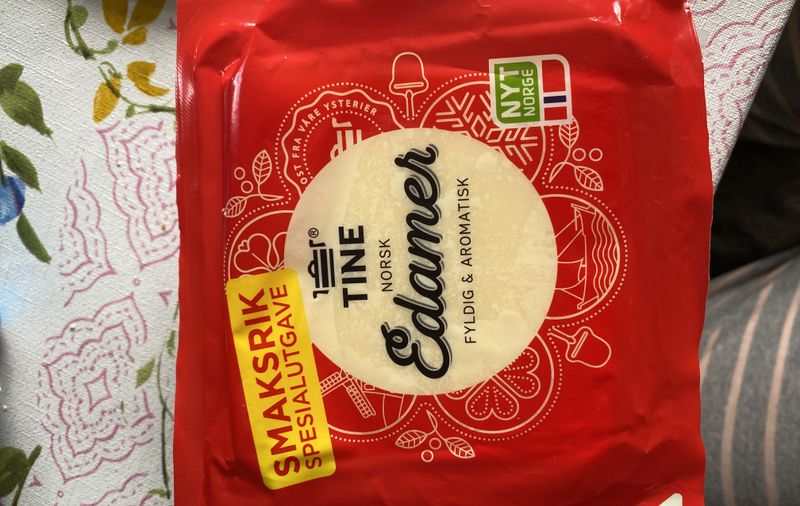 OST FRA VÅRE YSTERIER
NYT
NORGE
TINE®
NORSK
Edamer
FYLDIG & AROMATISK
SMAKSRIK
SPESIALUTGAVE